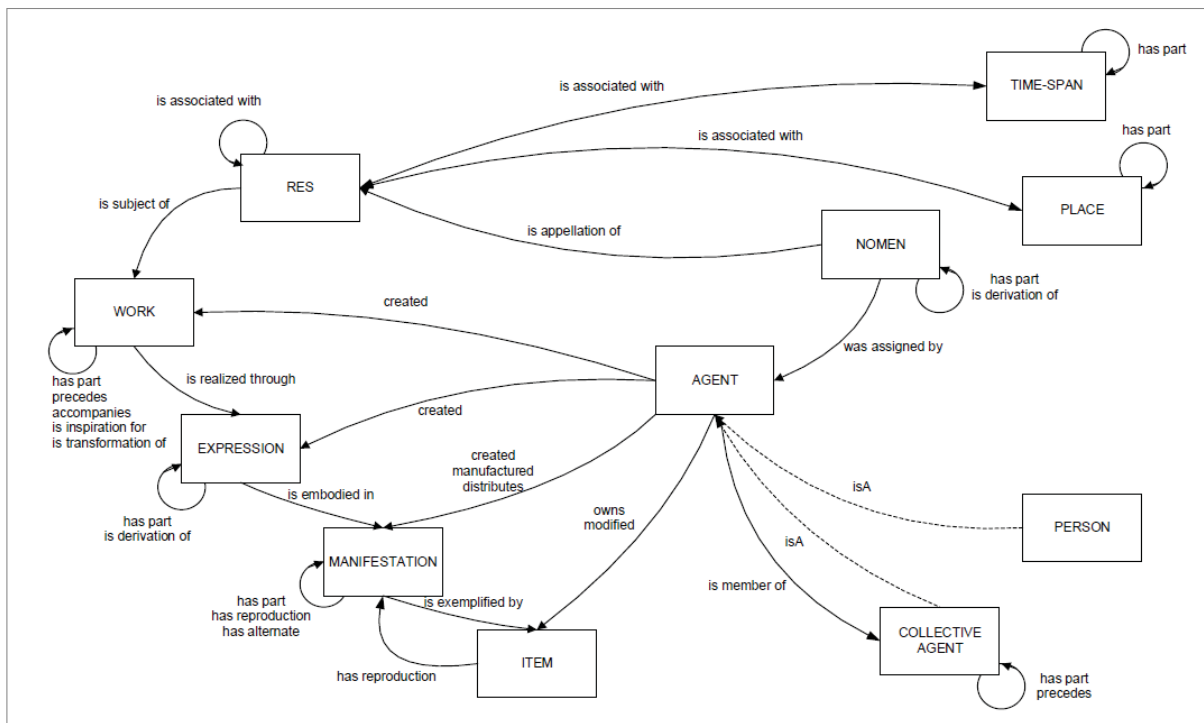 has part
TIME-SPAN
is associated with
is associated with
is associated with
has part
RES
PLACE
is subject of
is appellation of
NOMEN
has part
is derivation of
WORK
created
was assigned by
has part
precedes
accompanies
is inspiration for
is transformation of
is realized through
AGENT
EXPRESSION
created
has part
is derivation of
is embodied in
created
manufactured
distributes
owns
modified
isA
PERSON
MANIFESTATION
isA
has part
has reproduction
has alternate
is exemplified by
is member of
COLLECTIVE
AGENT
ITEM
has reproduction
has part
precedes